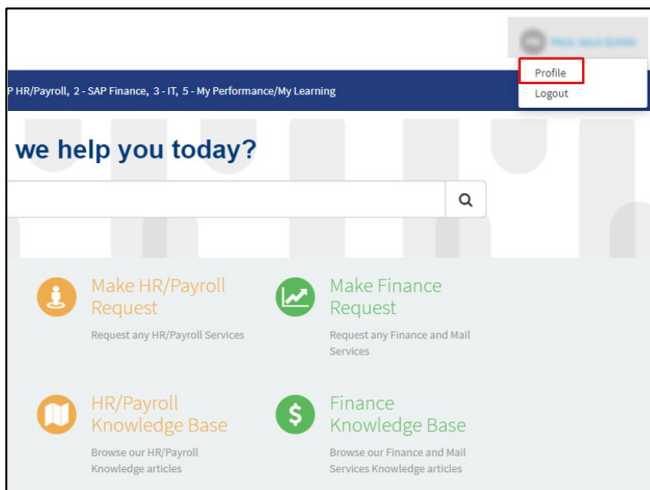 Profile
Logout
P HR/Payroll, 2 - SAP Finance, 3 - IT, 5 - My Performance/My Learning
we help you today?
Make HR/Payroll
Request
Request any HR/Payroll Services
Make Finance
Request
Request any Finance and Mail
Services
HR/Payroll
Knowledge Base
Browse our HR/Payroll
Knowledge articles
Finance
Knowledge Base
Browse our Finance and Mail
Services Knowledge articles